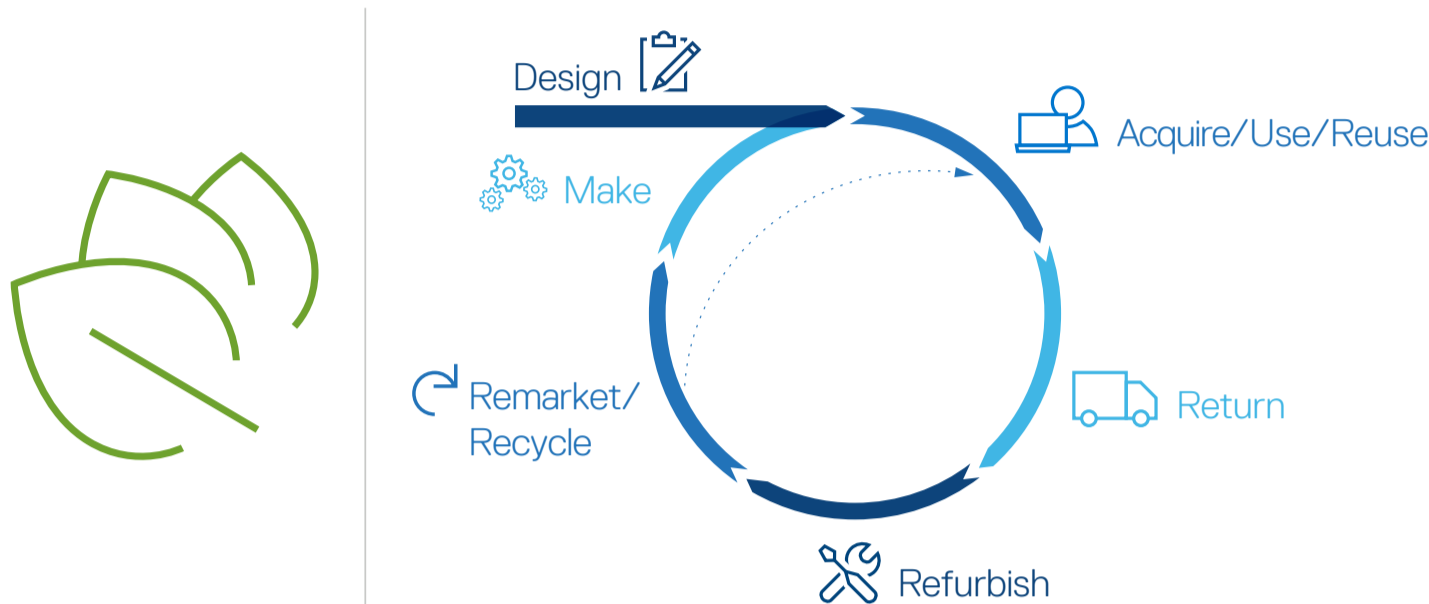 Design
Acquire/Use/Reuse
Make
Remarket/
Recycle
Return
Refurbish